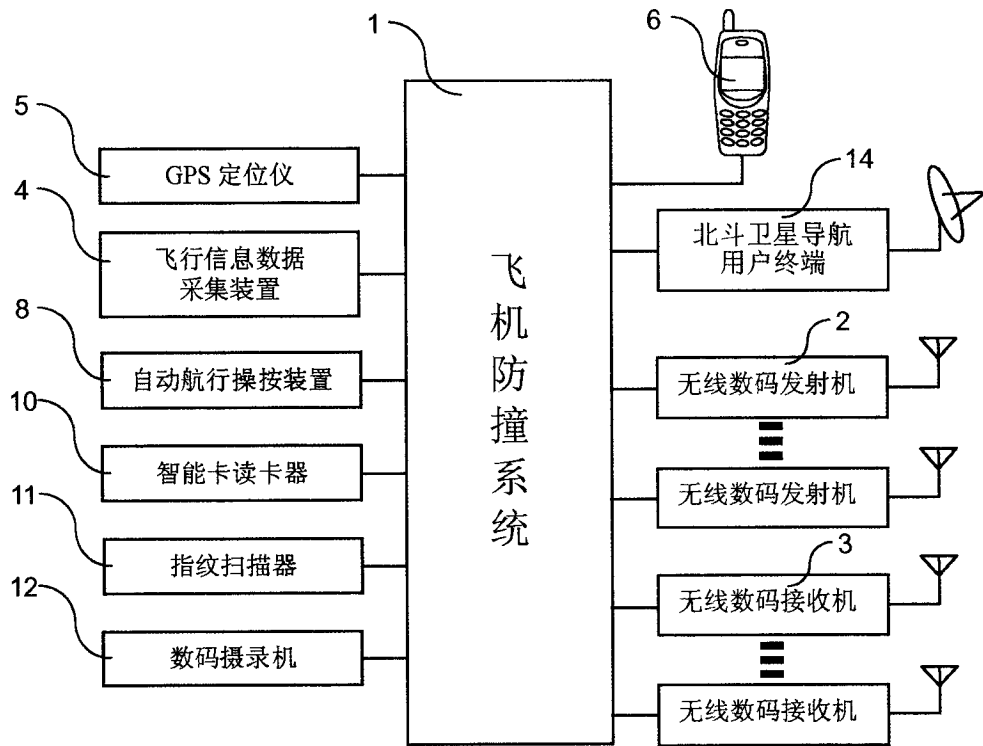 1
6
5
GPS 定位仪
14
4
飞行信息数据
采集装置
北斗卫星导航
用户终端
飞机防撞系统
8
自动航行操按装置
2
无线数码发射机
10
智能卡读卡器
无线数码发射机
11
指纹扫描器
3
无线数码接收机
12
数码摄录机
无线数码接收机